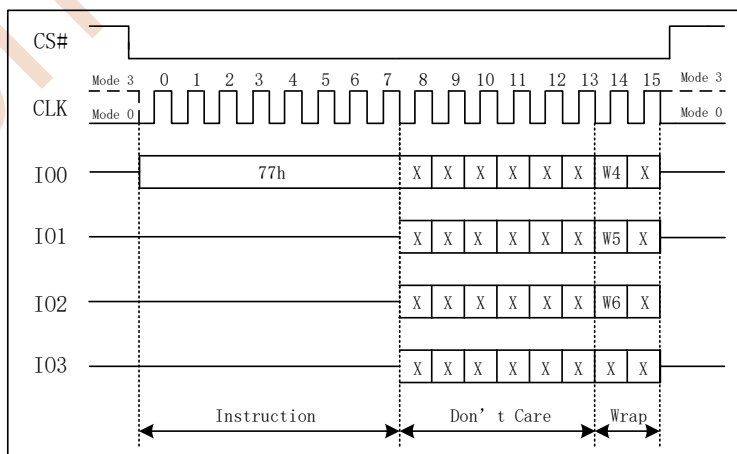 CS#
Mode 3 0 1 2 3 4 5 6 7 8 9 10 11 12 13 14 15 Mode 3
CLK
Mode 0 Mode 0
IO0 77h X X X X X X W4 X
IO1 X X X X X X W5 X
IO2 X X X X X X W6 X
IO3 X X X X X X X X
Instruction Don't Care Wrap